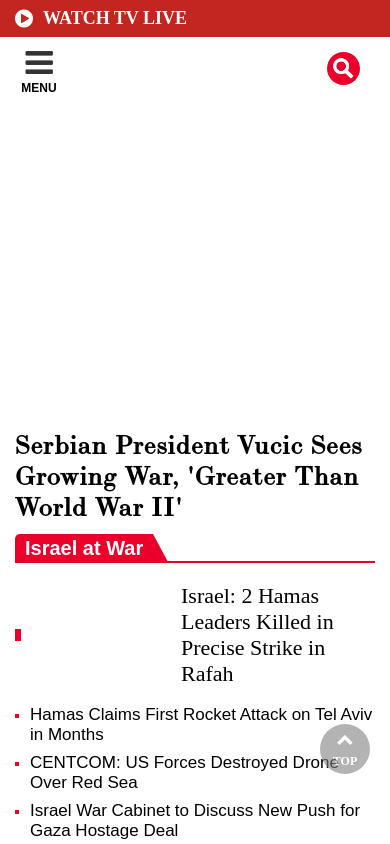 WATCH TV LIVE
MENU
Serbian President Vucic Sees
Growing War, 'Greater Than
World War II'
Israel at War
Israel: 2 Hamas
Leaders Killed in
Precise Strike in
Rafah
Hamas Claims First Rocket Attack on Tel Aviv
in Months
CENTCOM: US Forces Destroyed Drone
Over Red Sea
TOP
Israel War Cabinet to Discuss New Push for
Gaza Hostage Deal